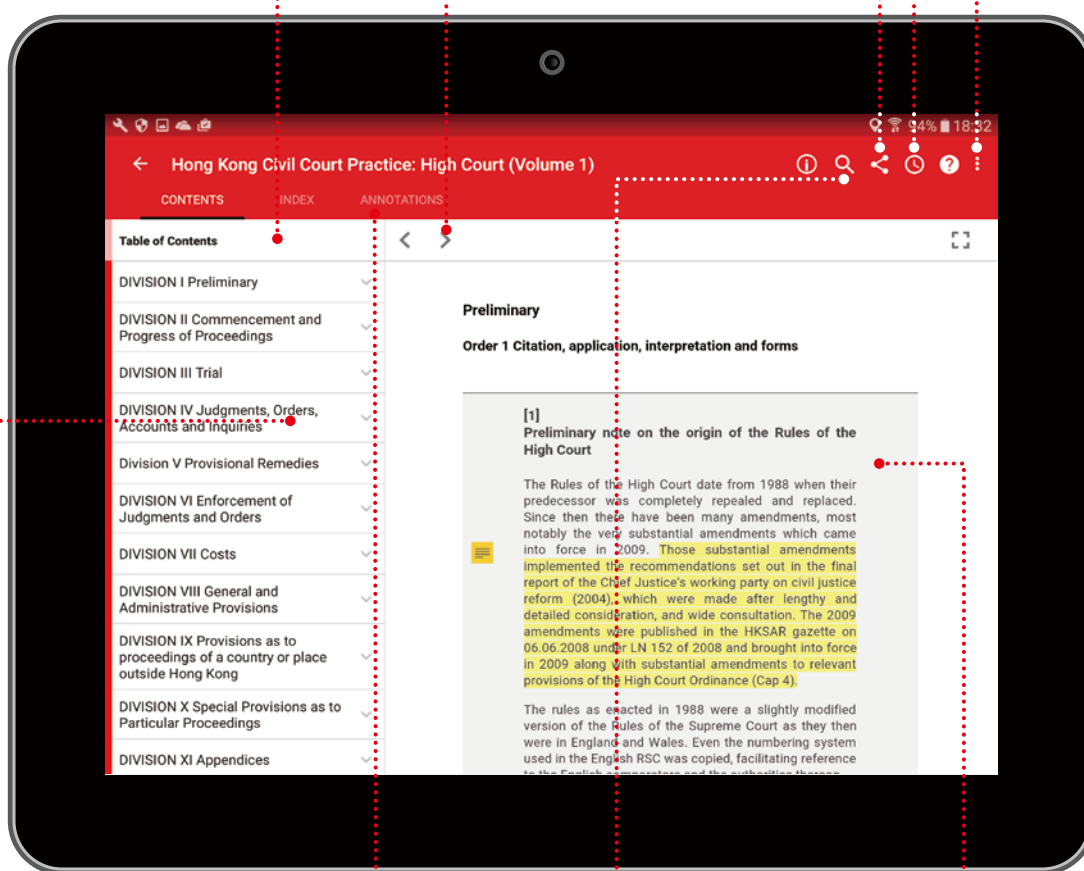 94% 18:32
Hong Kong Civil Court Practice: High Court (Volume 1)
CONTENTS INDEX ANNOTATIONS
Table of Contents
DIVISION I Preliminary
DIVISION II Commencement and
Progress of Proceedings
DIVISION III Trial
DIVISION IV Judgments, Orders,
Accounts and Inquiries
Division V Provisional Remedies
DIVISION VI Enforcement of
Judgments and Orders
DIVISION VII Costs
DIVISION VIII General and
Administrative Provisions
DIVISION IX Provisions as to
proceedings of a country or place
outside Hong Kong
DIVISION X Special Provisions as to
Particular Proceedings
DIVISION XI Appendices
Preliminary
Order 1 Citation, application, interpretation and forms
[1]
Preliminary note on the origin of the Rules of the
High Court
The Rules of the High Court date from 1988 when their
predecessor was completely repealed and replaced.
Since then there have been many amendments, most
notably the very substantial amendments which came
into force in 2009. Those substantial amendments
implemented the recommendations set out in the final
report of the Chief Justice's working party on civil justice
reform (2004), which were made after lengthy and
detailed consideration, and wide consultation. The 2009
amendments were published in the HKSAR gazette on
06.06.2008 under LN 152 of 2008 and brought into force
in 2009 along with substantial amendments to relevant
provisions of the High Court Ordinance (Cap 4).
The rules as enacted in 1988 were a slightly modified
version of the Rules of the Supreme Court as they then
were in England and Wales. Even the numbering system
used in the English RSC was copied, facilitating reference